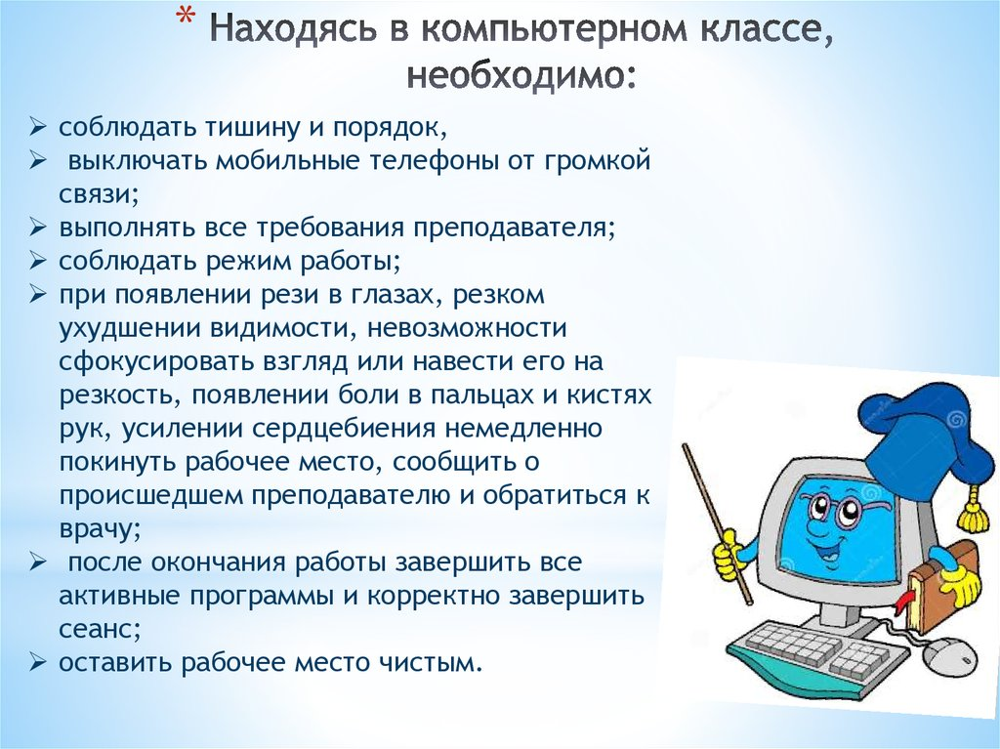 * Находясь в компьютерном классе,
необходимо:
➢ соблюдать тишину и порядок,
➢ выключать мобильные телефоны от громкой
связи;
➢ выполнять все требования преподавателя;
➢ соблюдать режим работы;
➢ при появлении рези в глазах, резком
ухудшении видимости, невозможности
сфокусировать взгляд или навести его на
резкость, появлении боли в пальцах и кистях
рук, усилении сердцебиения немедленно
покинуть рабочее место, сообщить о
происшедшем преподавателю и обратиться к
врачу;
➢ после окончания работы завершить все
активные программы и корректно завершить
сеанс;
➢ оставить рабочее место чистым.